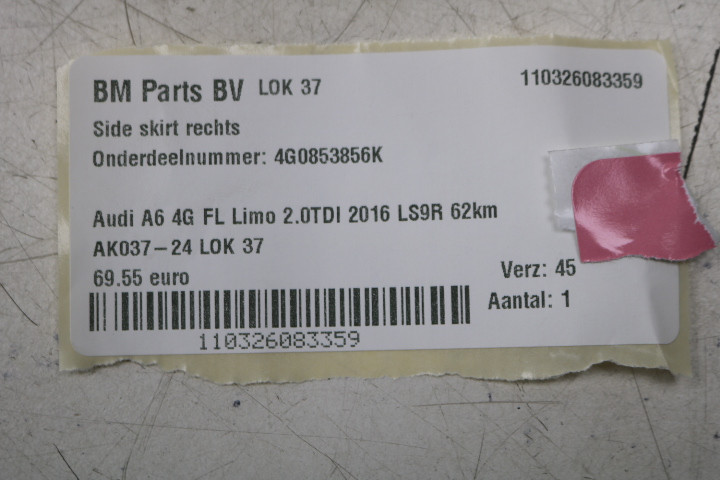 BM Parts BV LOK 37 110326083359
Side skirt rechts
Onderdeelnummer: 4G0853856K
Audi A6 4G FL Limo 2.0TDI 2016 LS9R 62km
AK037-24 LOK 37
69.55 euro Verz: 45
Aantal: 1
110326083359